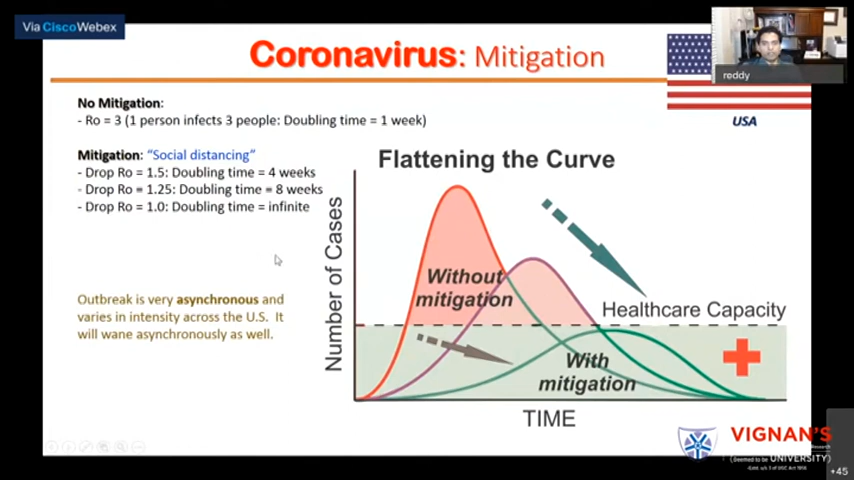 Via CiscoWebex
Coronavirus: Mitigation
reddy
USA
No Mitigation:
- Ro = 3 (1 person infects 3 people: Doubling time = 1 week)
Mitigation: “Social distancing”
- Drop Ro = 1.5: Doubling time = 4 weeks
- Drop Ro = 1.25: Doubling time = 8 weeks
- Drop Ro = 1.0: Doubling time = infinite
Outbreak is very asynchronous and
varies in intensity across the U.S. It
will wane asynchronously as well.
Flattening the Curve
Number of Cases
Without
mitigation
Healthcare Capacity
With
mitigation
TIME
VIGNAN'S
(Deemed to be UNIVERSITY)
+45